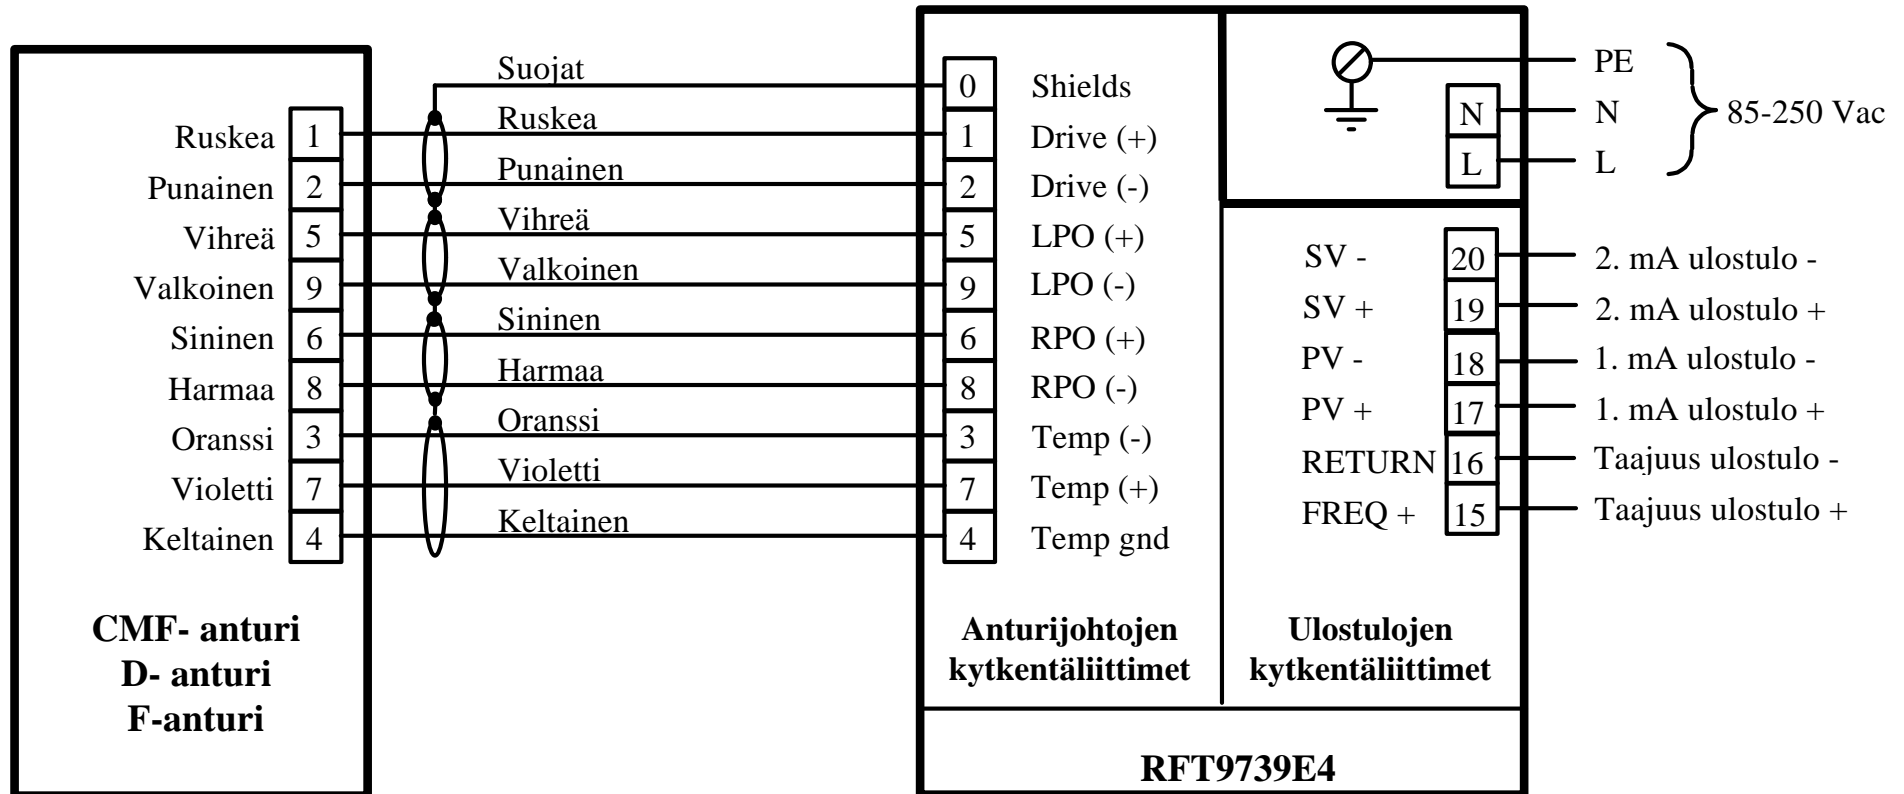 Ruskea 1
Punainen 2
Vihreä 5
Valkoinen 9
Sininen 6
Harmaa 8
Oranssi 3
Violetti 7
Keltainen 4
CMF- anturi
D- anturi
F-anturi
Suojat
Ruskea
Punainen
Vihreä
Valkoinen
Sininen
Harmaa
Oranssi
Violetti
Keltainen
0 Shields
1 Drive (+)
2 Drive (-)
5 LPO (+)
9 LPO (-)
6 RPO (+)
8 RPO (-)
3 Temp (-)
7 Temp (+)
4 Temp gnd
Anturijohtojen
kytkentäliittimet
PE
N N
L L
85-250 Vac
SV - 20 2. mA ulostulo -
SV + 19 2. mA ulostulo +
PV - 18 1. mA ulostulo -
PV + 17 1. mA ulostulo +
RETURN 16 Taajuus ulostulo -
FREQ + 15 Taajuus ulostulo +
Ulostulojen
kytkentäliittimet
RFT9739E4